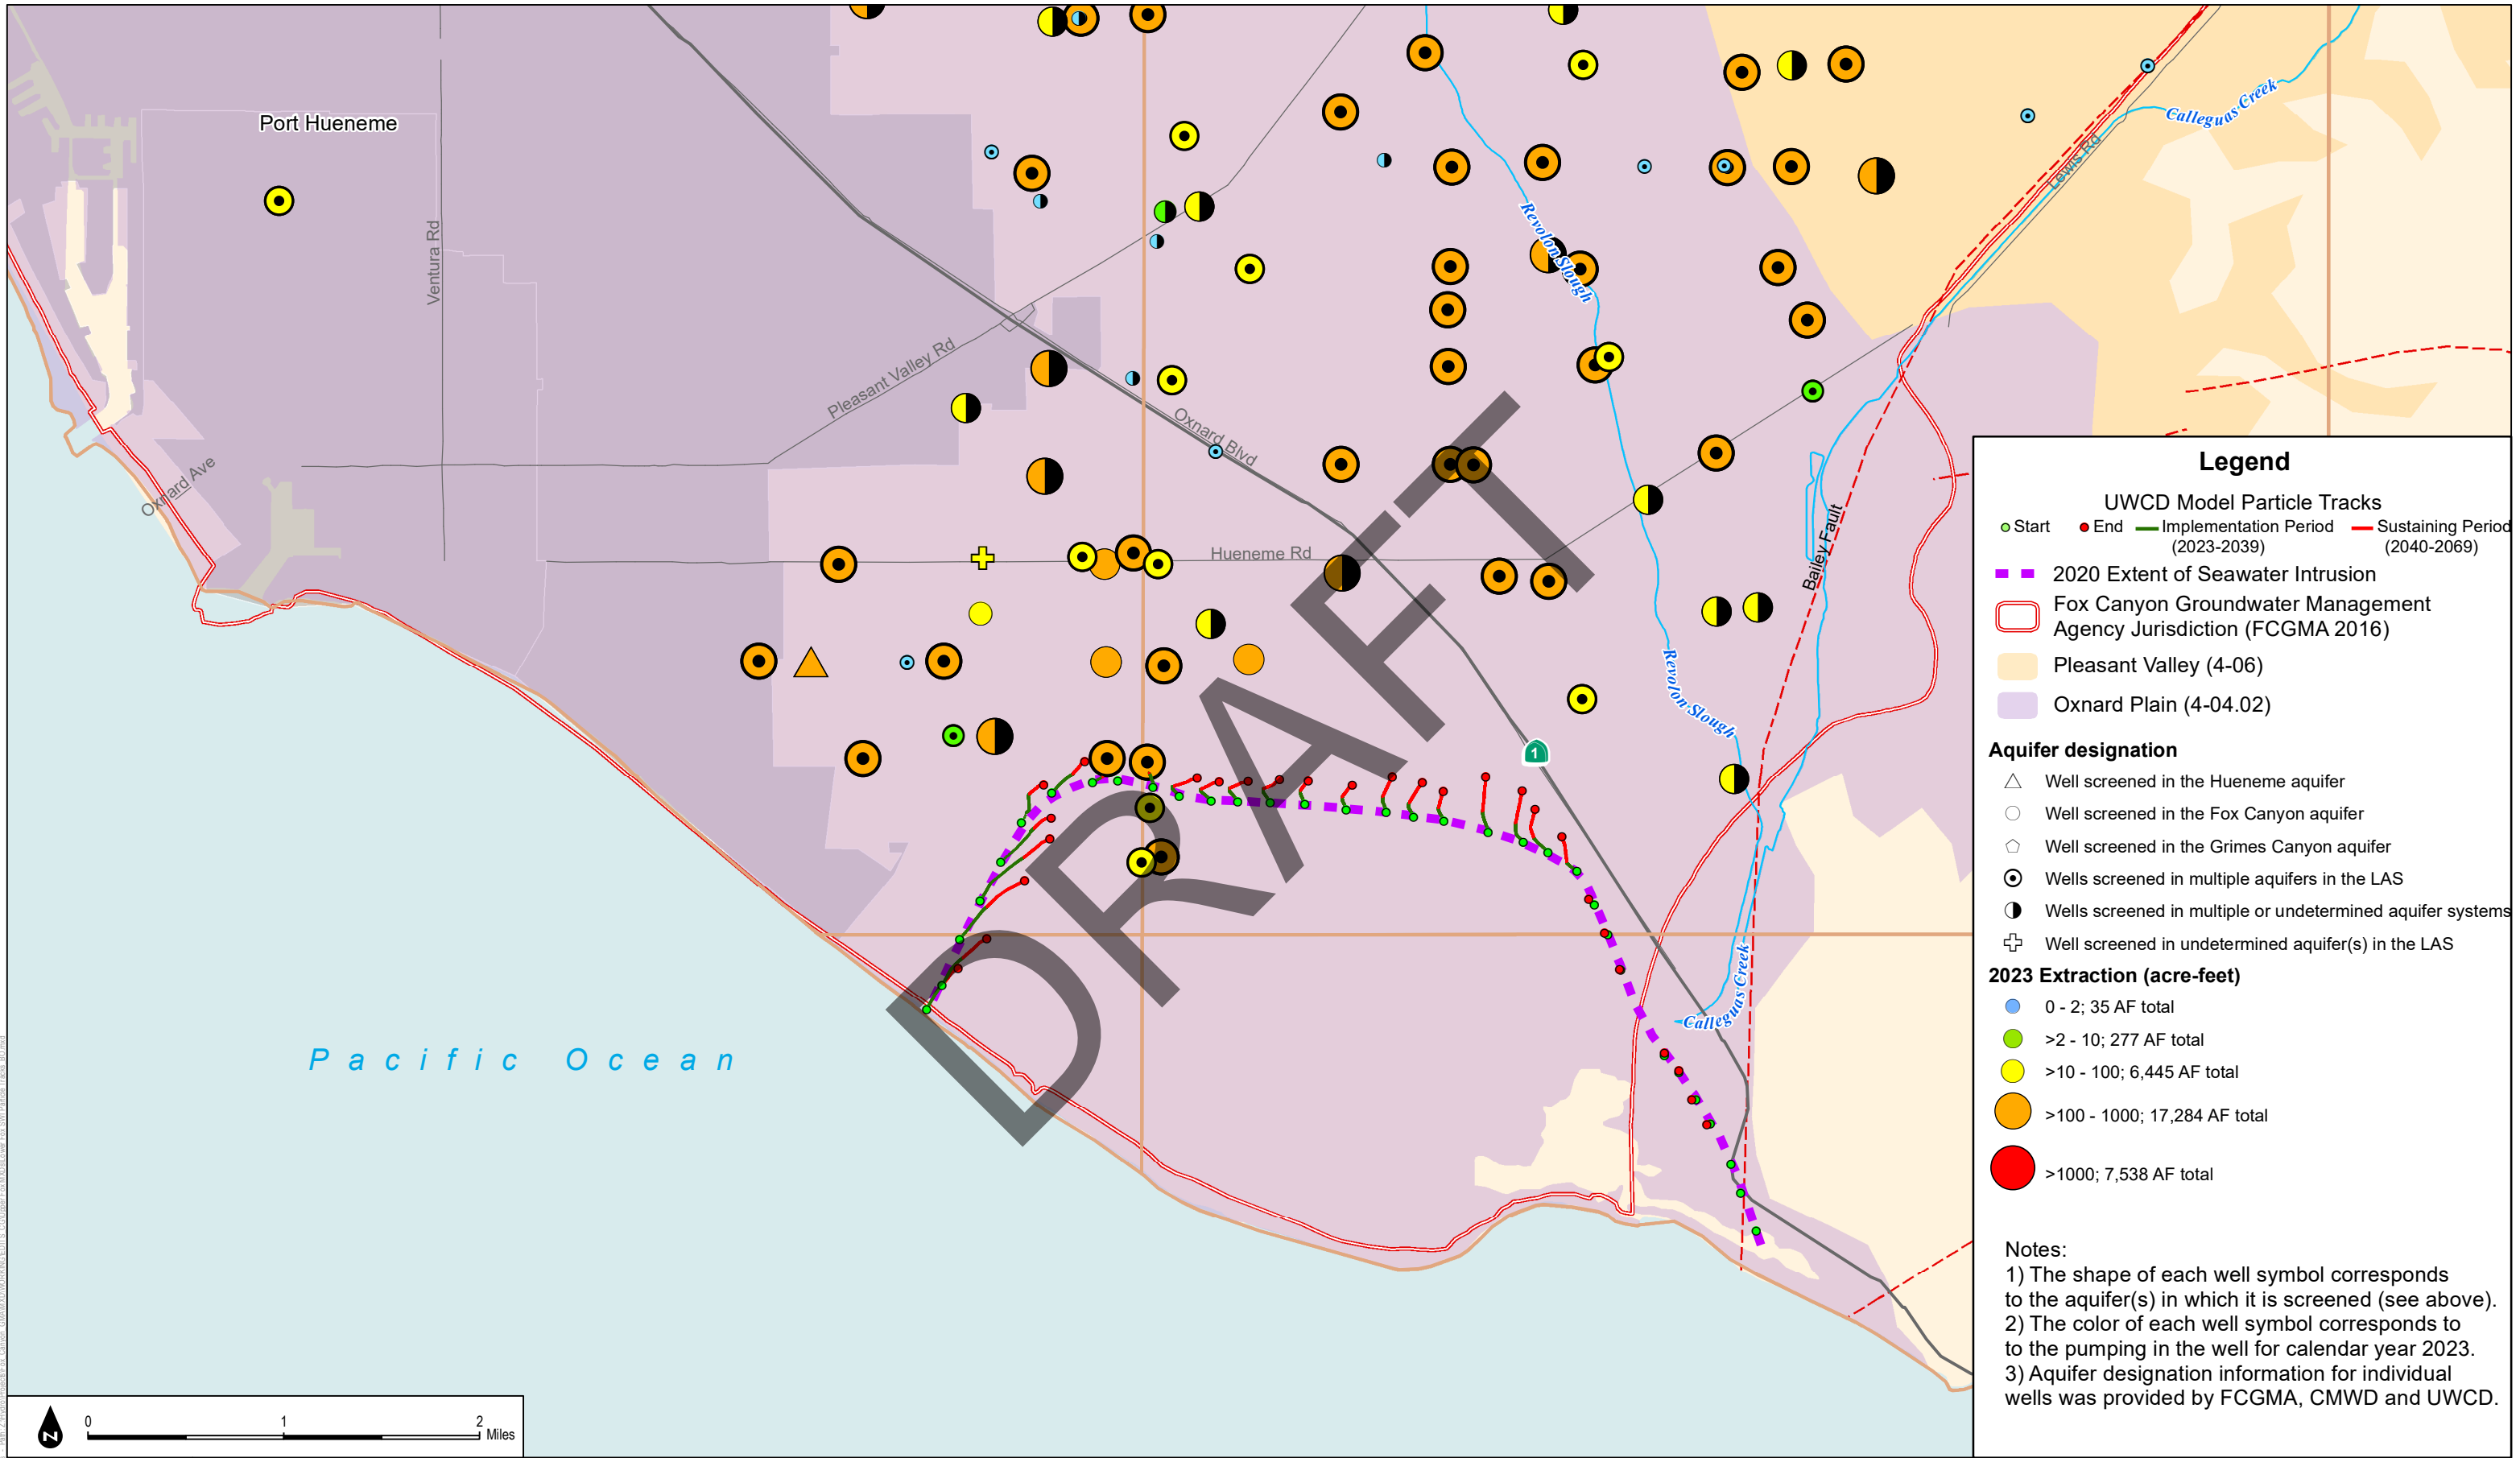 Port Hueneme
Ventura Rd
Oxnard Ave
Pleasant Valley Rd
Oxnard Blvd
Hueneme Rd
Revolon Slough
Revolon Slough
Calleguas Creek
Lewis Rd
Bailey Fault
1
Calleguas Creek
Pacific Ocean
DRAFT
N
0 1 2
Miles
Legend
UWCD Model Particle Tracks
Start End Implementation Period Sustaining Period
(2023-2039) (2040-2069)
2020 Extent of Seawater Intrusion
Fox Canyon Groundwater Management
Agency Jurisdiction (FCGMA 2016)
Pleasant Valley (4-06)
Oxnard Plain (4-04.02)
Aquifer designation
Well screened in the Hueneme aquifer
Well screened in the Fox Canyon aquifer
Well screened in the Grimes Canyon aquifer
Wells screened in multiple aquifers in the LAS
Wells screened in multiple or undetermined aquifer systems
Well screened in undetermined aquifer(s) in the LAS
2023 Extraction (acre-feet)
0 - 2; 35 AF total
>2 - 10; 277 AF total
>10 - 100; 6,445 AF total
>100 - 1000; 17,284 AF total
>1000; 7,538 AF total
Notes:
1) The shape of each well symbol corresponds
to the aquifer(s) in which it is screened (see above).
2) The color of each well symbol corresponds to
to the pumping in the well for calendar year 2023.
3) Aquifer designation information for individual
wells was provided by FCGMA, CMWD and UWCD.